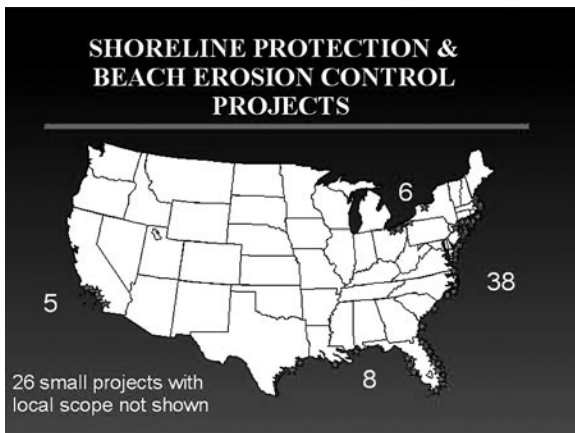 SHORELINE PROTECTION &
BEACH EROSION CONTROL
PROJECTS
6
38
5
8
26 small projects with
local scope not shown